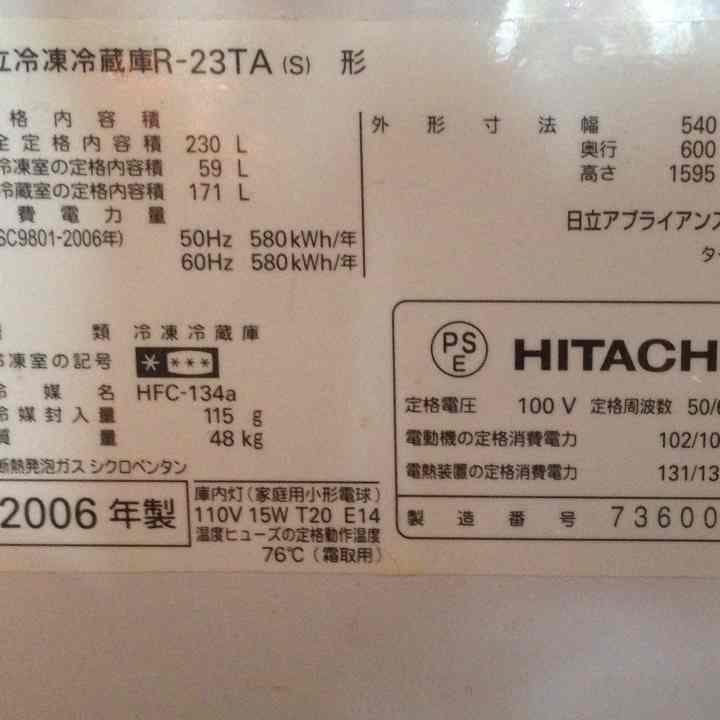 立冷凍冷蔵庫R-23TA (S) 形
格内容積
全定格内容積 230 L
冷凍室の定格内容積 59 L
冷蔵室の定格内容積 171 L
費電力量
SC9801-2006年) 50Hz 580kWh/年
60Hz 580kWh/年
外形寸法 幅 540
奥行 600
高さ 1595
日立アプライアンス
タ
類 冷凍冷蔵庫
冷凍室の記号 * ***
冷媒名 HFC-134a
冷媒封入量 115 g
質量 48 kg
断熱発泡ガス シクロペンタン
2006 年製
庫内灯 (家庭用小形電球)
110V 15W T20 E14
温度ヒューズの定格動作温度
76℃ (霜取用)
PS
E
HITACH
定格電圧 100 V 定格周波数 50/6
電動機の定格消費電力 102/10
電熱装置の定格消費電力 131/13
製造番号 73600